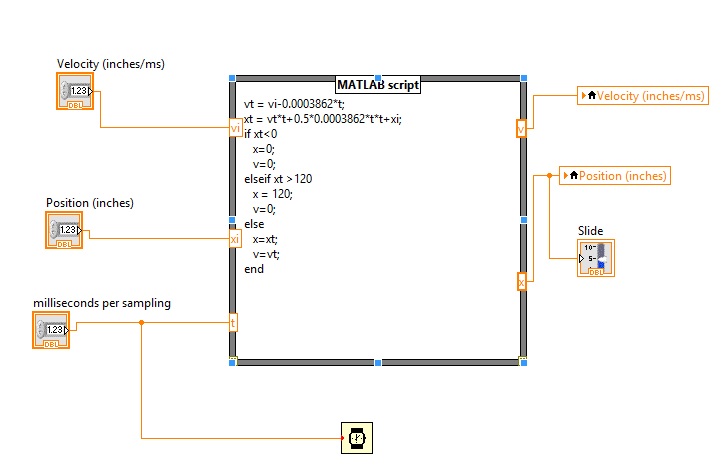 Velocity (inches/ms)
1.23
DBL
MATLAB script
vt = vi-0.0003862*t;
xt = vt*t+0.5*0.0003862*t*t+xi;
if xt<0
x=0;
v=0;
elseif xt >120
x = 120;
v=0;
else
x=xt;
v=vt;
end
vi
xi
t
v
x
Velocity (inches/ms)
Position (inches)
Position (inches)
1.23
DBL
Slide
10
5
DBL
milliseconds per sampling
1.23
DBL